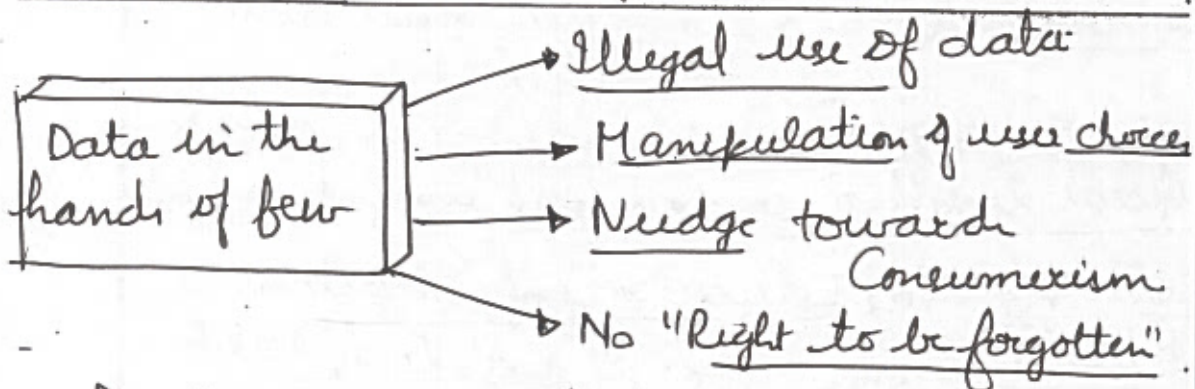 Data in the
hands of few
Illegal use of data
Manipulation of user choices
Nudge towards
Consumerism
No "Right to be forgotten".